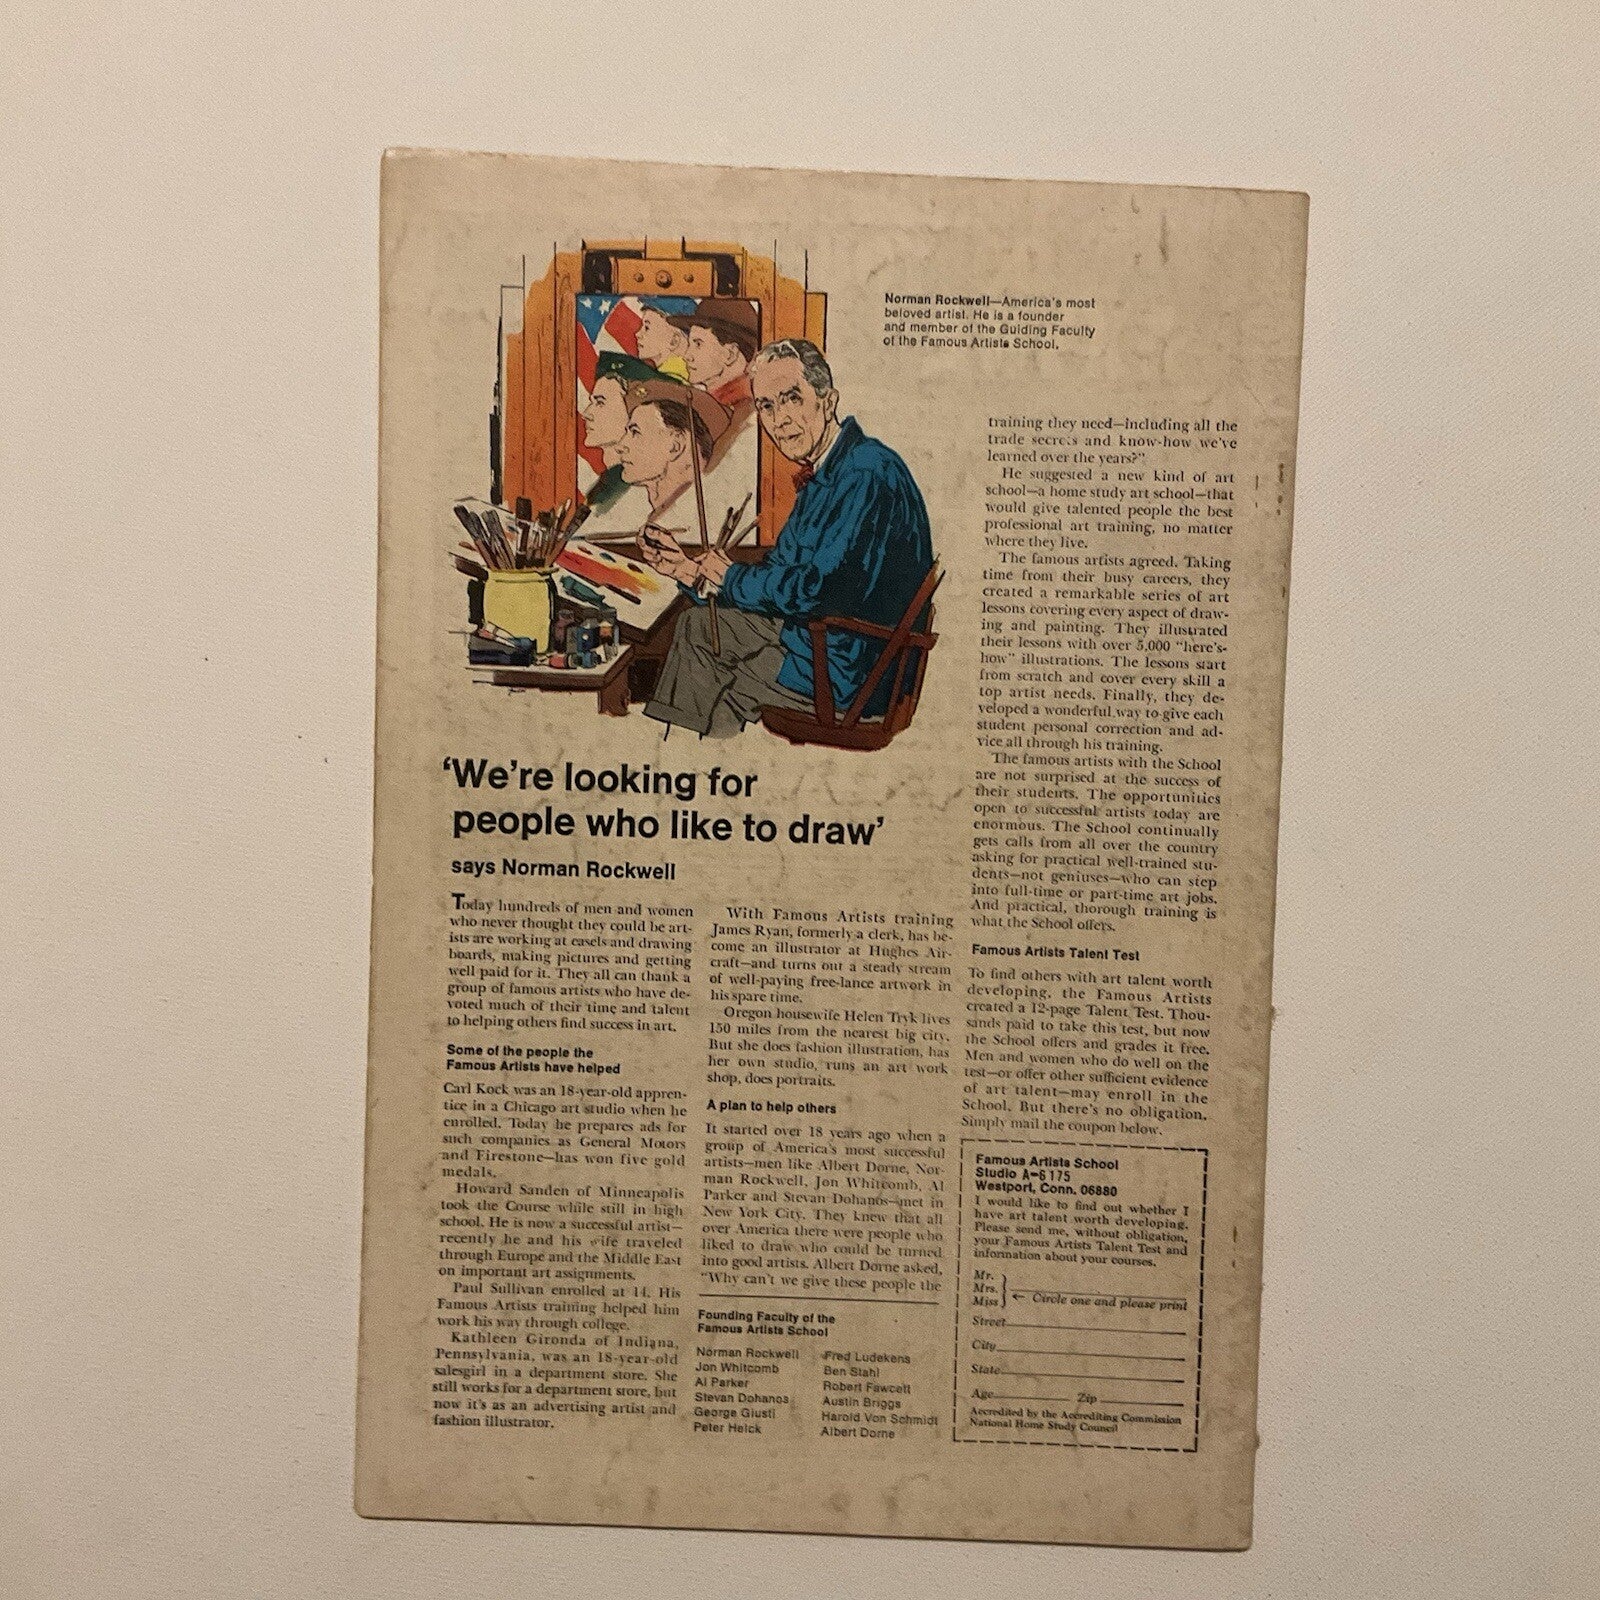 Norman Rockwell—America's most
beloved artist. He is a founder
and member of the Guiding Faculty
of the Famous Artists School.
'We're looking for
people who like to draw'
says Norman Rockwell
Today hundreds of men and women
who never thought they could be art-
ists are working at easels and drawing
boards, making pictures and getting
well paid for it. They all can thank a
group of famous artists who have de-
voted much of their time and talent
to helping others find success in art.
Some of the people the
Famous Artists have helped
Carl Kock was an 18-year-old appren-
tice in a Chicago art studio when he
enrolled. Today he prepares ads for
such companies as General Motors
and Firestone—has won five gold
medals.
Howard Sanden of Minneapolis
took the Course while still in high
school. He is now a successful artist—
recently he and his wife traveled
through Europe and the Middle East
on important art assignments.
Paul Sullivan enrolled at 14. His
Famous Artists training helped him
work his way through college.
Kathleen Gironda of Indiana,
Pennsylvania, was an 18-year-old
salesgirl in a department store. She
still works for a department store, but
now it's as an advertising artist and
fashion illustrator.
With Famous Artists training
James Ryan, formerly a clerk, has be-
come an illustrator at Hughes Air-
craft—and turns out a steady stream
of well-paying free-lance artwork in
his spare time.
Oregon housewife Helen Tryk lives
150 miles from the nearest big city.
But she does fashion illustration, has
her own studio, runs an art work
shop, does portraits.
A plan to help others
It started over 18 years ago when a
group of America's most successful
artists—men like Albert Dorne, Nor-
man Rockwell, Jon Whitcomb, Al
Parker and Stevan Dohanos—met in
New York City. They knew that all
over America there were people who
liked to draw who could be turned
into good artists. Albert Dorne asked,
"Why can't we give these people the
Founding Faculty of the
Famous Artists School
Norman Rockwell
Jon Whitcomb
Al Parker
Stevan Dohanos
George Giusti
Peter Helck
Fred Ludekens
Ben Stahl
Robert Fawcett
Austin Briggs
Harold Von Schmidt
Albert Dorne
training they need—including all the
trade secrets and know-how we've
learned over the years?"
He suggested a new kind of art
school—a home study art school—that
would give talented people the best
professional art training, no matter
where they live.
The famous artists agreed. Taking
time from their busy careers, they
created a remarkable series of art
lessons covering every aspect of draw-
ing and painting. They illustrated
their lessons with over 5,000 "here's-
how" illustrations. The lessons start
from scratch and cover every skill a
top artist needs. Finally, they de-
veloped a wonderful way to give each
student personal correction and ad-
vice all through his training.
The famous artists with the School
are not surprised at the success of
their students. The opportunities
open to successful artists today are
enormous. The School continually
gets calls from all over the country
asking for practical well-trained stu-
dents—not geniuses—who can step
into full-time or part-time art jobs.
And practical, thorough training is
what the School offers.
Famous Artists Talent Test
To find others with art talent worth
developing, the Famous Artists
created a 12-page Talent Test. Thou-
sands paid to take this test, but now
the School offers and grades it free.
Men and women who do well on the
test—or offer other sufficient evidence
of art talent—may enroll in the
School. But there's no obligation.
Simply mail the coupon below.
Famous Artists School
Studio A-6175
Westport, Conn. 06880
I would like to find out whether I
have art talent worth developing.
Please send me, without obligation,
your Famous Artists Talent Test and
information about your courses.
Mr.
Mrs.
Miss
← Circle one and please print
Street
City
State
Age Zip
Accredited by the Accrediting Commission
National Home Study Council